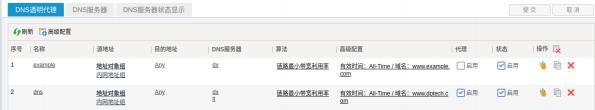 DNS透明代理 DNS服务器 DNS服务器状态显示 提 交 取 消
刷新 高级配置
序号 名称 源地址 目的地址 DNS服务器 算法 高级配置 代理 状态 操作
1 example 地址对象组 Any dx 链路最小带宽利用率 有效时间：All-Time / 域名：www.example. 启用 启用
内网地址组 com
2 dns 地址对象组 Any dx 链路最小带宽利用率 有效时间：All-Time / 域名：www.dptech.c 启用 启用
内网地址组 lt om